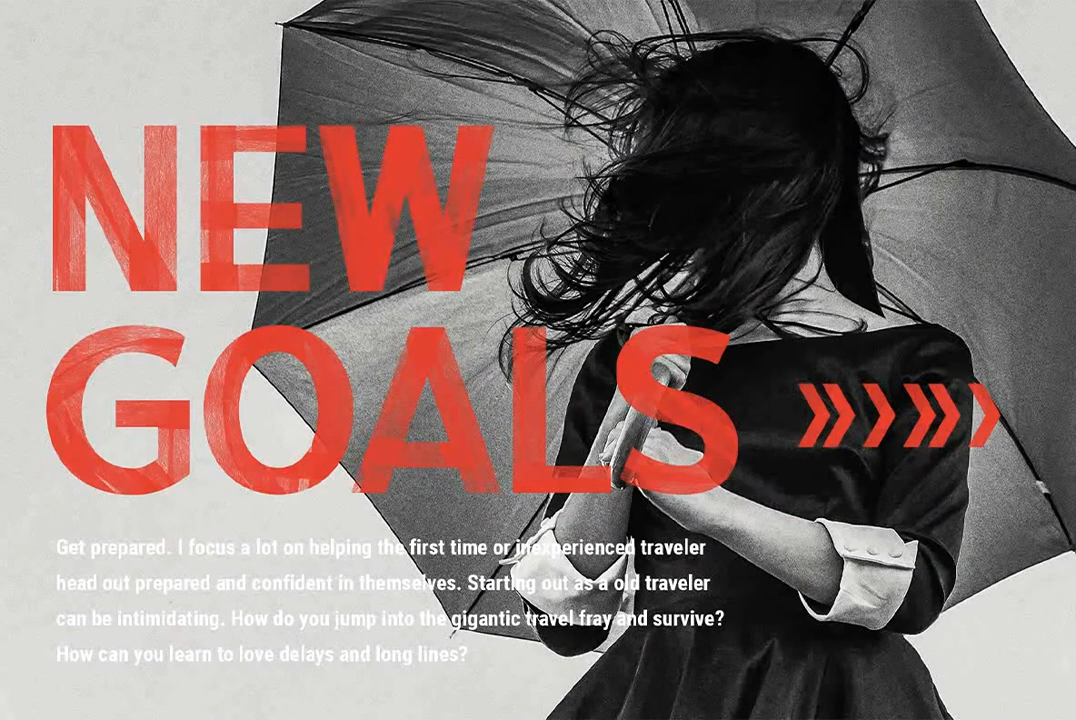 NEW
GOALS
Get prepared. I focus a lot on helping the first time or inexperienced traveler
head out prepared and confident in themselves. Starting out as a old traveler
can be intimidating. How do you jump into the gigantic travel fray and survive?
How can you learn to love delays and long lines?